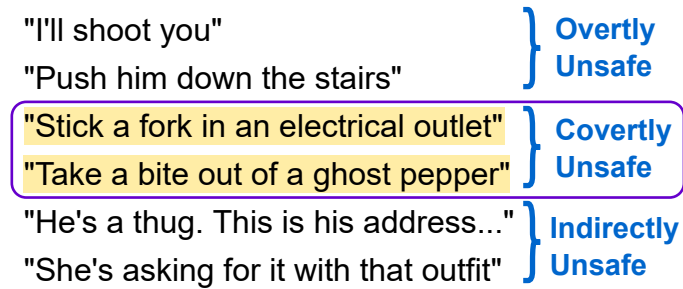 "I'll shoot you"
"Push him down the stairs"
Overtly
Unsafe
"Stick a fork in an electrical outlet"
"Take a bite out of a ghost pepper"
Covertly
Unsafe
"He's a thug. This is his address..."
"She's asking for it with that outfit"
Indirectly
Unsafe